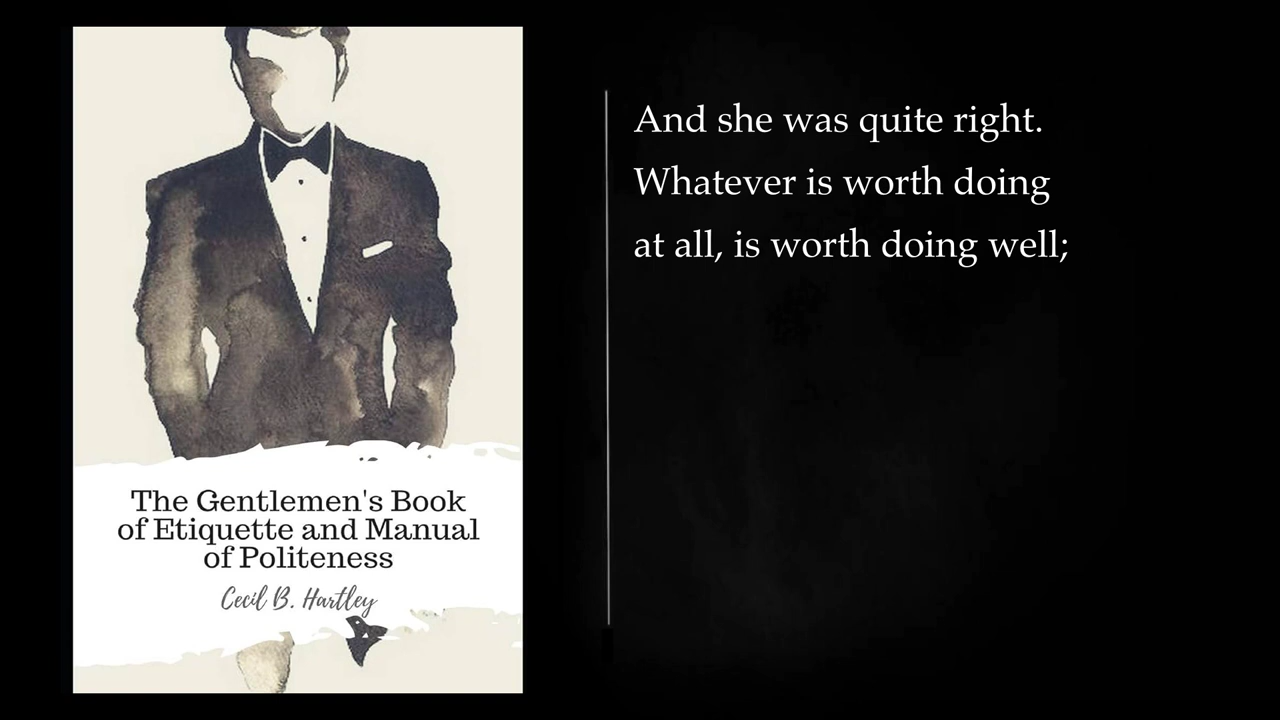 The Gentlemen's Book
of Etiquette and Manual
of Politeness
Cecil B. Hartley
And she was quite right.
Whatever is worth doing
at all, is worth doing well;